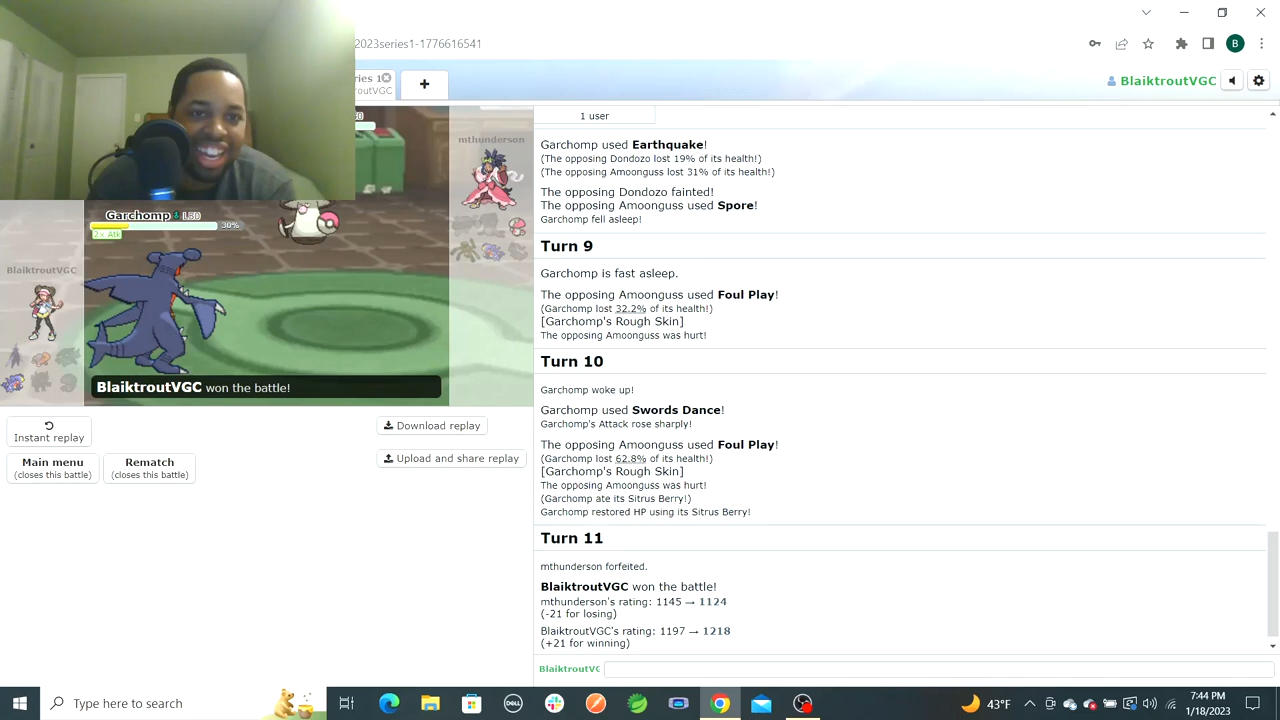 2023series1-1776616541
B
ries 1
outVGC
+
BlaiktroutVGC
1 user
mthunderson
Garchomp L50
30%
2x Atk
BlaiktroutVGC
BlaiktroutVGC won the battle!
Instant replay
Download replay
Upload and share replay
Main menu
(closes this battle)
Rematch
(closes this battle)
Garchomp used Earthquake!
(The opposing Dondozo lost 19% of its health!)
(The opposing Amoonguss lost 31% of its health!)
The opposing Dondozo fainted!
The opposing Amoonguss used Spore!
Garchomp fell asleep!
Turn 9
Garchomp is fast asleep.
The opposing Amoonguss used Foul Play!
(Garchomp lost 32.2% of its health!)
[Garchomp's Rough Skin]
The opposing Amoonguss was hurt!
Turn 10
Garchomp woke up!
Garchomp used Swords Dance!
Garchomp's Attack rose sharply!
The opposing Amoonguss used Foul Play!
(Garchomp lost 62.8% of its health!)
[Garchomp's Rough Skin]
The opposing Amoonguss was hurt!
(Garchomp ate its Sitrus Berry!)
Garchomp restored HP using its Sitrus Berry!
Turn 11
mthunderson forfeited.
BlaiktroutVGC won the battle!
mthunderson's rating: 1145 → 1124
(-21 for losing)
BlaiktroutVGC's rating: 1197 → 1218
(+21 for winning)
BlaiktroutVC
Type here to search
DELL
43°F
7:44 PM
1/18/2023